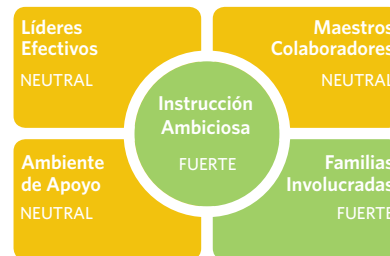 Líderes
Efectivos
NEUTRAL
Maestros
Colaboradores
NEUTRAL
Instrucción
Ambiciosa
FUERTE
Ambiente
de Apoyo
NEUTRAL
Familias
Involucradas
FUERTE